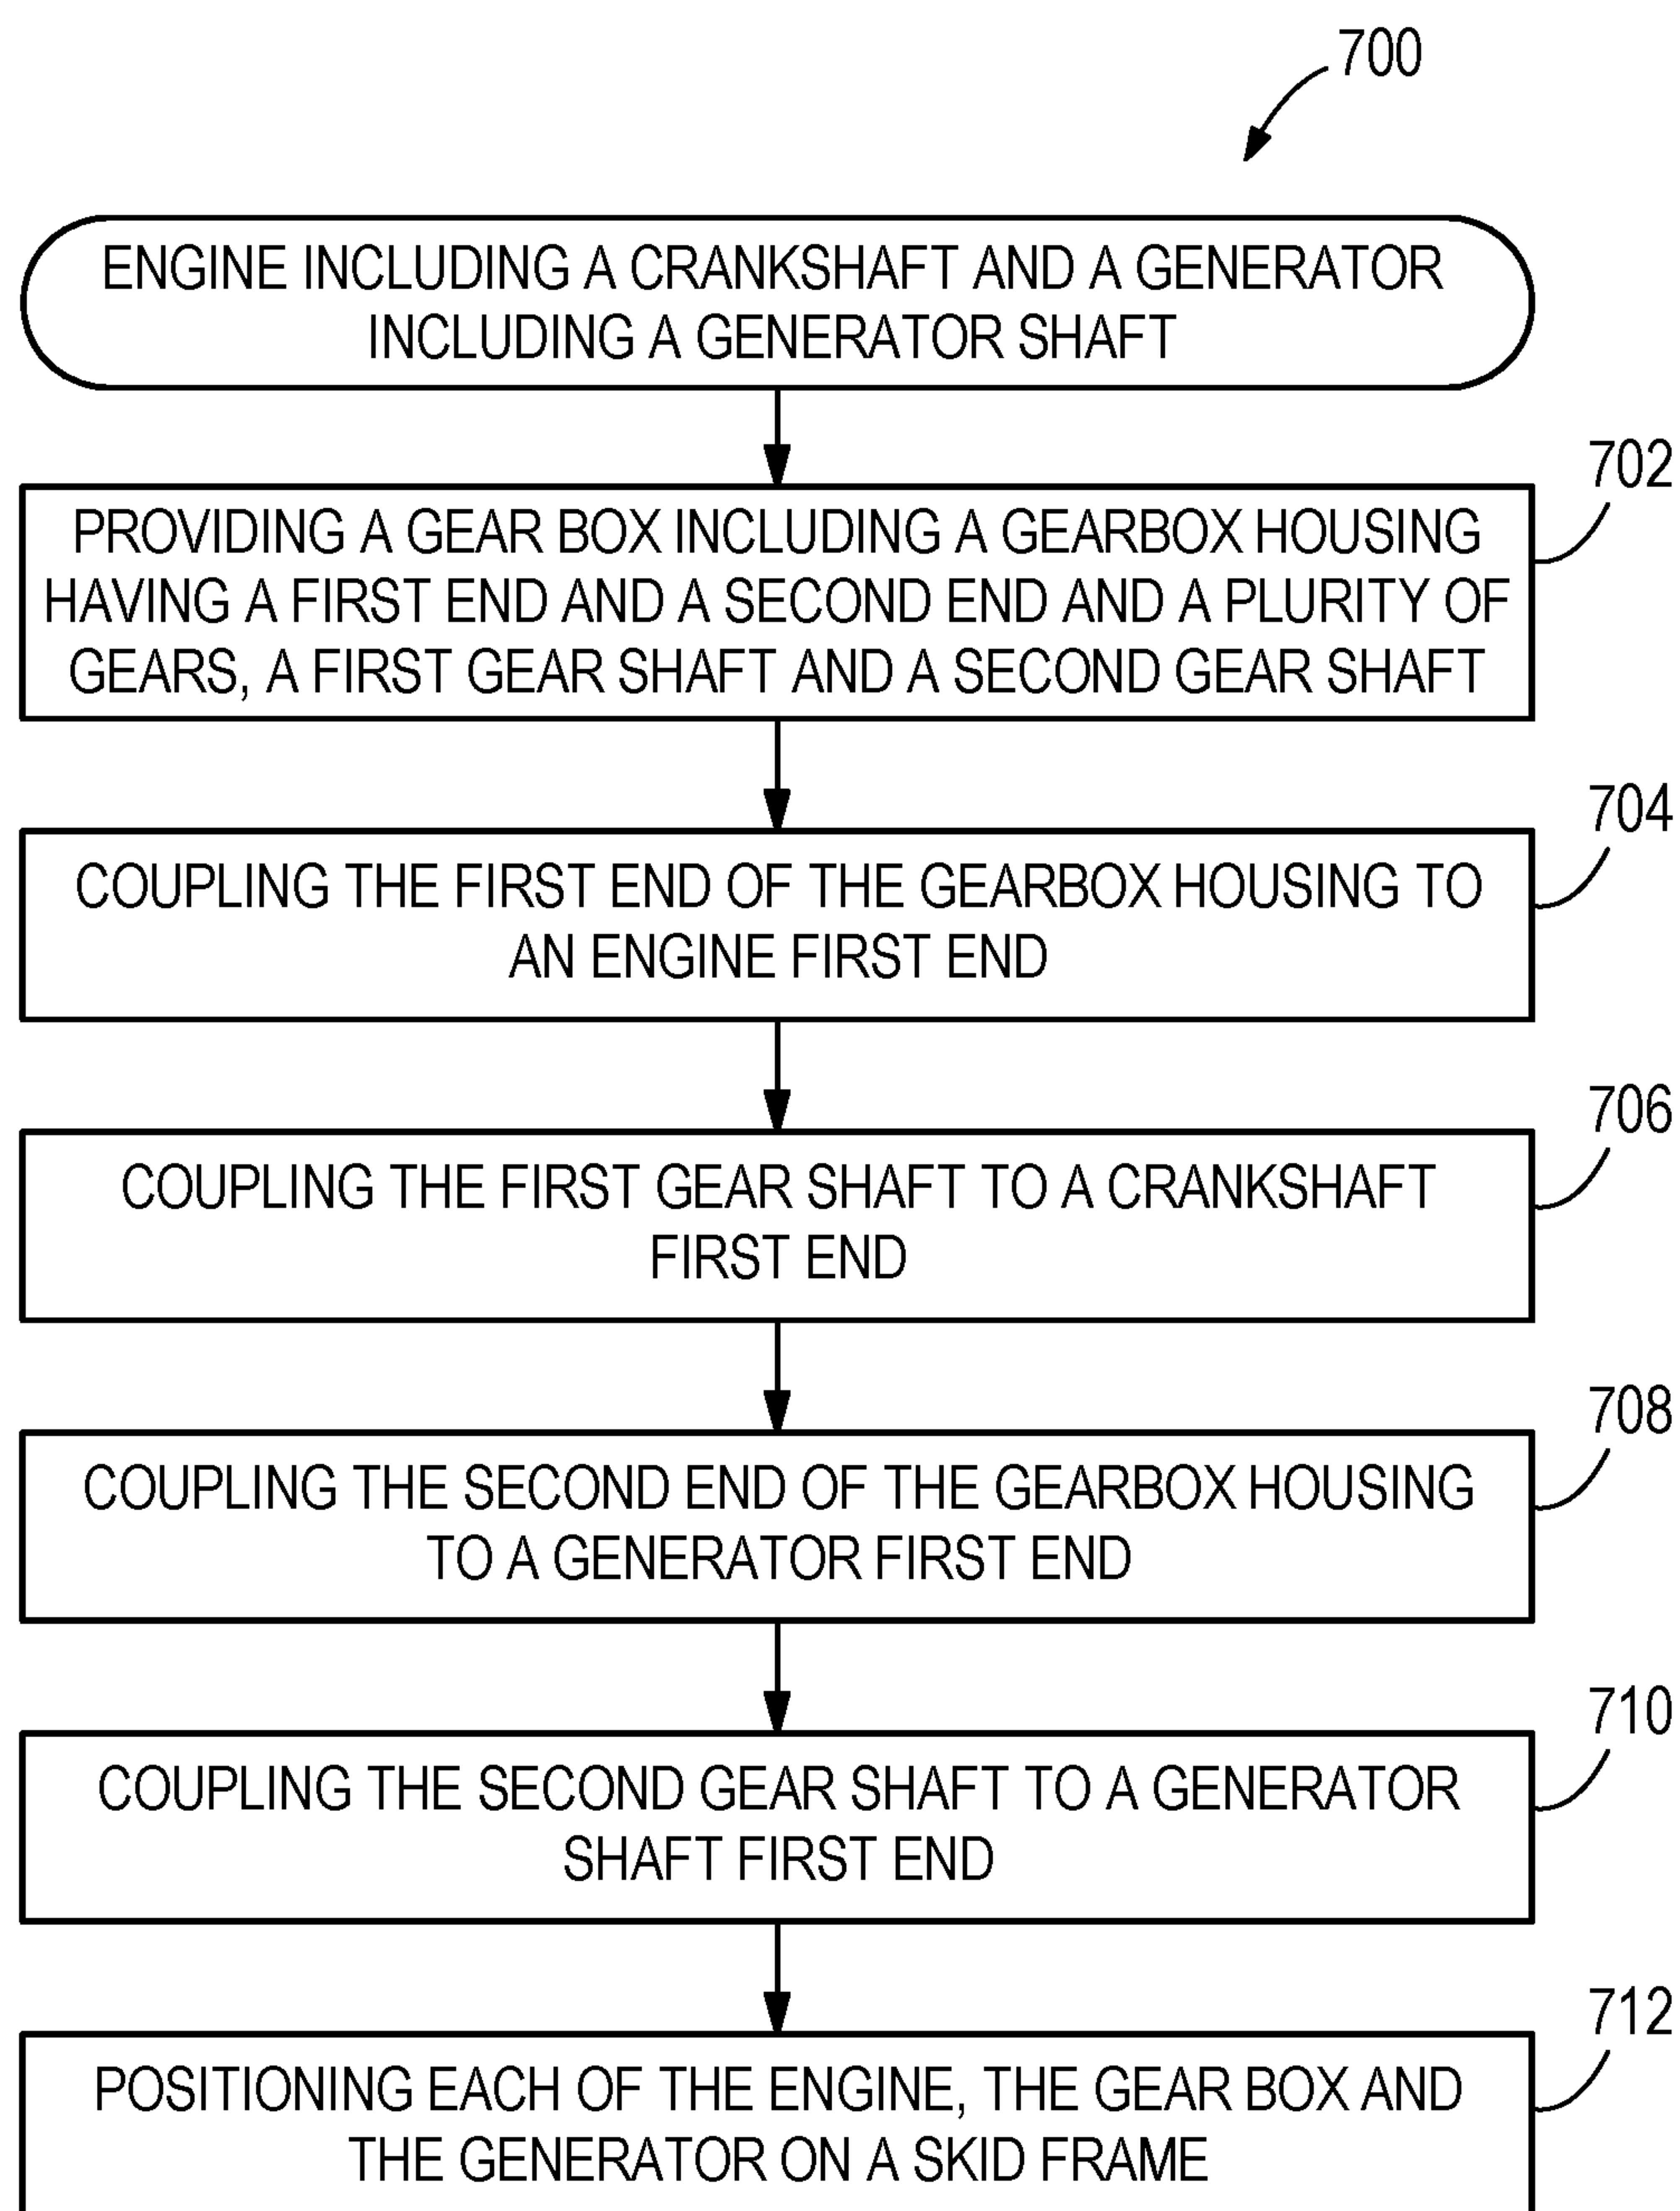 700
ENGINE INCLUDING A CRANKSHAFT AND A GENERATOR
INCLUDING A GENERATOR SHAFT
702
PROVIDING A GEAR BOX INCLUDING A GEARBOX HOUSING
HAVING A FIRST END AND A SECOND END AND A PLURITY OF
GEARS, A FIRST GEAR SHAFT AND A SECOND GEAR SHAFT
704
COUPLING THE FIRST END OF THE GEARBOX HOUSING TO
AN ENGINE FIRST END
706
COUPLING THE FIRST GEAR SHAFT TO A CRANKSHAFT
FIRST END
708
COUPLING THE SECOND END OF THE GEARBOX HOUSING
TO A GENERATOR FIRST END
710
COUPLING THE SECOND GEAR SHAFT TO A GENERATOR
SHAFT FIRST END
712
POSITIONING EACH OF THE ENGINE, THE GEAR BOX AND
THE GENERATOR ON A SKID FRAME